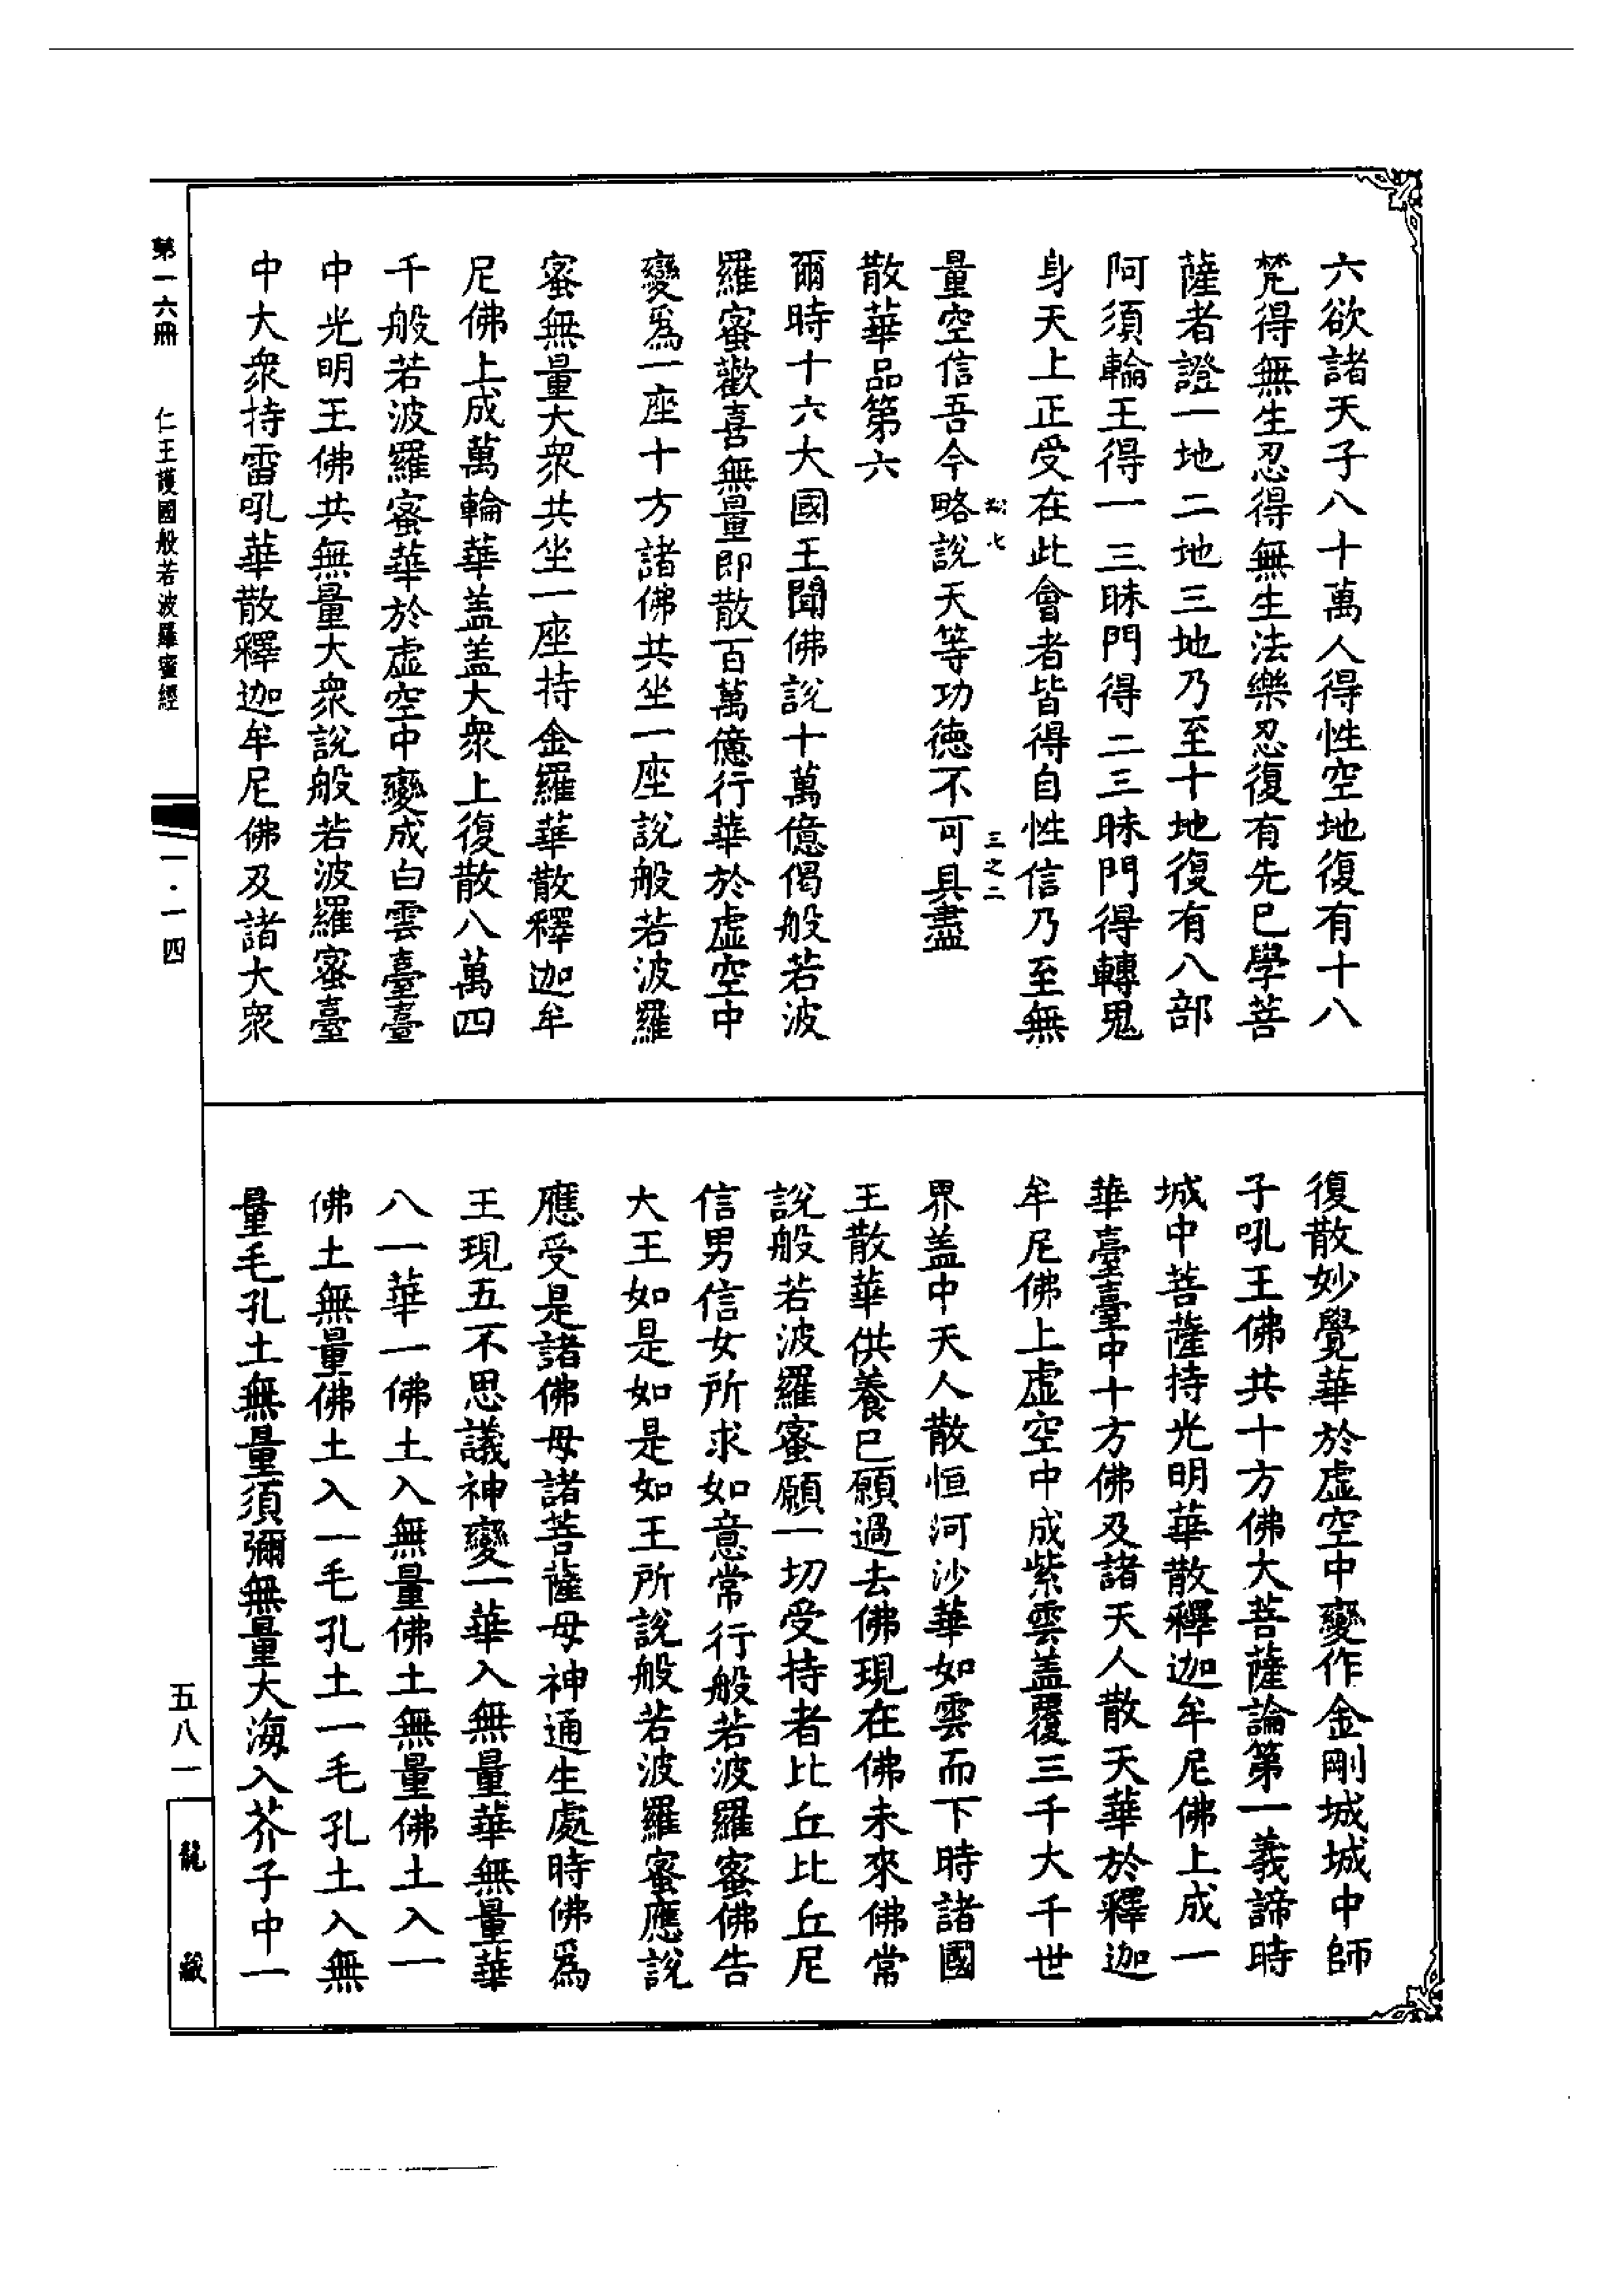 六欲諸天子八十萬人得性空地復有十八
梵得無生忍得無生法樂忍復有先巳學菩
薩者證一地二地三地乃至十地復有八部
阿須輪王得一三昧門得二三昧門得轉鬼
身天上正受在此會者皆得自性信乃至無
七
三之二
量空信吾今略說天等功德不可具盡
散華品第六
爾時十六大國王聞佛說十萬億偈般若波
羅蜜歡喜無量即散百萬億行華於虛空中
變爲一座十方諸佛共坐一座說般若波羅
蜜無量大衆共坐一座持金羅華散釋迦牟
尼佛上成萬輪華盖盖大衆上復散八萬四
千般若波羅蜜華於虛空中變成白雲臺臺
中光明王佛共無量大衆說般若波羅蜜臺
中大衆持雷吼華散釋迦牟尼佛及諸大衆
復散妙覺華於虛空中變作金剛城城中師
子吼王佛共十方佛大菩薩論第一義諦時
城中菩薩持光明華散釋迦牟尼佛上成一
華臺臺中十方佛及諸天人散天華於釋迦
牟尼佛上虛空中成紫雲盖覆三千大千世
界盖中天人散恒河沙華如雲而下時諸國
王散華供養巳願過去佛現在佛未來佛常
說般若波羅蜜願一切受持者比丘比丘尼
信男信女所求如意常行般若波羅蜜佛告
大王如是如是如王所說般若波羅蜜應說
應受是諸佛母諸菩薩母神通生處時佛爲
王現五不思議神變一華入無量華無量華
入一華一佛土入無量佛土無量佛土入一
佛土無量佛土入一毛孔土一毛孔土入無
量毛孔土無量須彌無量大海入芥子中一
第一六冊
仁王護國般若波羅蜜經
一·一四
五八一
龍藏